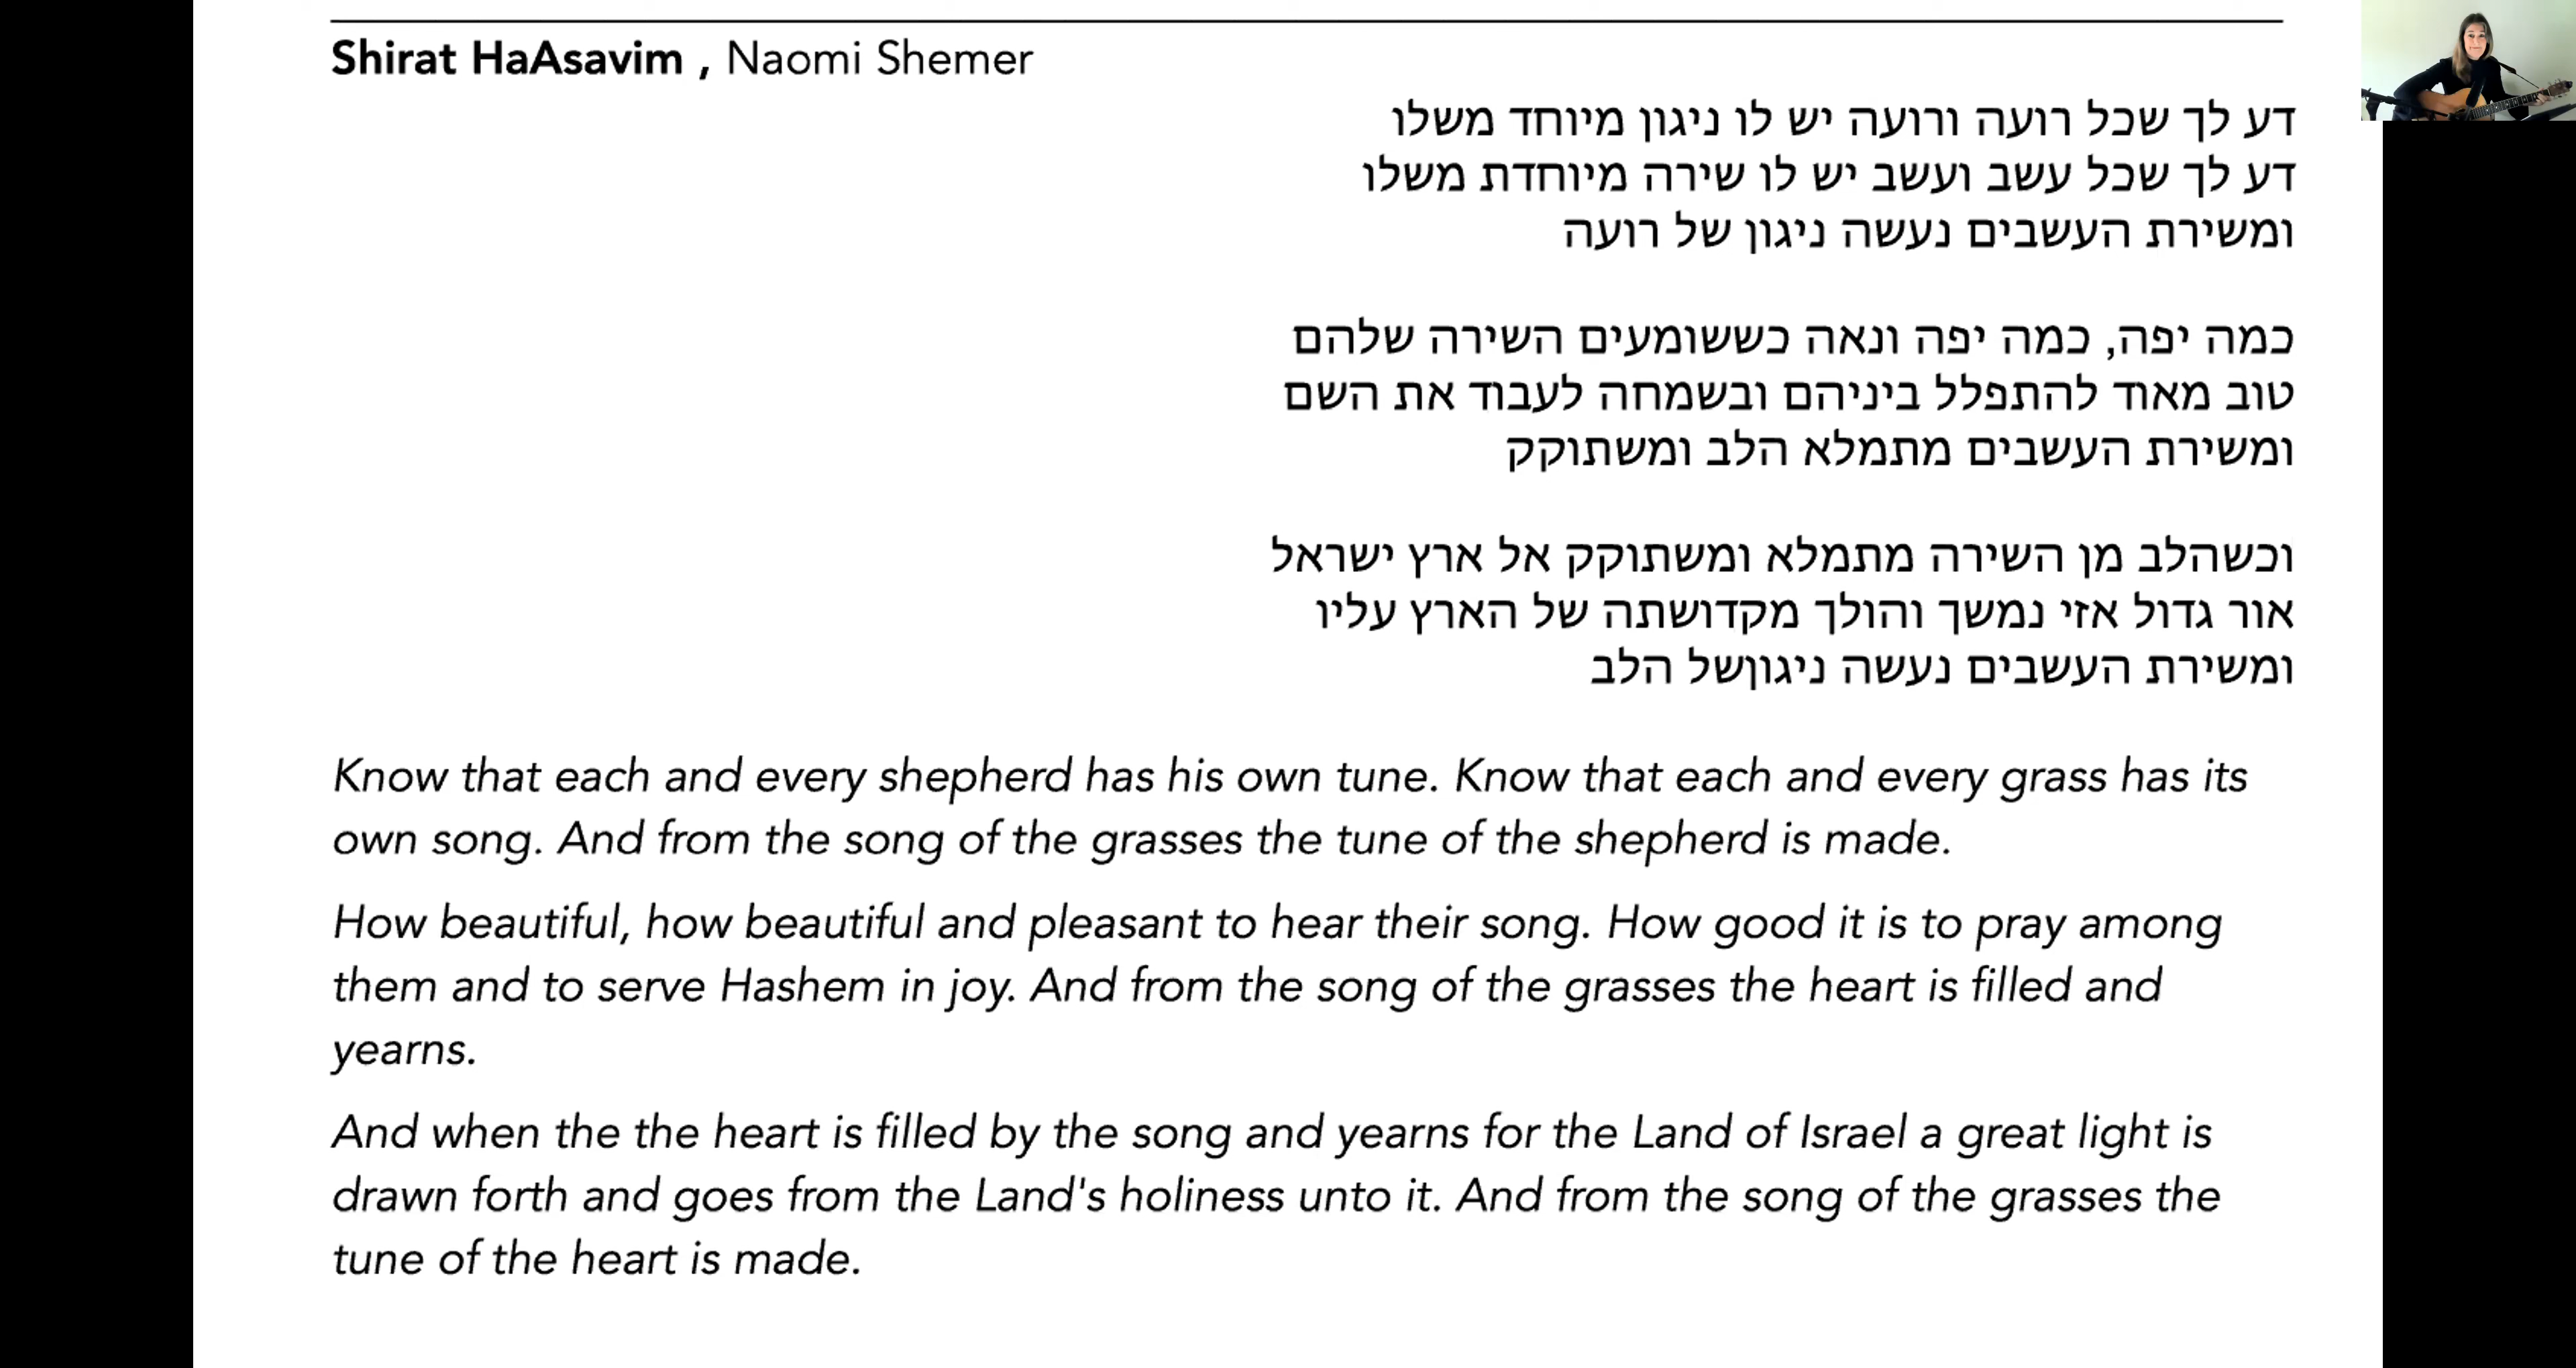 Shirat HaAsavim , Naomi Shemer
דע לך שכל רועה ורועה יש לו ניגון מיוחד משלו
דע לך שכל עשב ועשב יש לו שירה מיוחדת משלו
ומשירת העשבים נעשה ניגון של רועה
כמה יפה, כמה יפה ונאה כששומעים השירה שלהם
טוב מאוד להתפלל ביניהם ובשמחה לעבוד את השם
ומשירת העשבים מתמלא הלב ומשתוקק
וכשהלב מן השירה מתמלא ומשתוקק אל ארץ ישראל
אור גדול אזי נמשך והולך מקדושתה של הארץ עליו
ומשירת העשבים נעשה ניגוןשל הלב
Know that each and every shepherd has his own tune. Know that each and every grass has its
own song. And from the song of the grasses the tune of the shepherd is made.
How beautiful, how beautiful and pleasant to hear their song. How good it is to pray among
them and to serve Hashem in joy. And from the song of the grasses the heart is filled and
yearns.
And when the the heart is filled by the song and yearns for the Land of Israel a great light is
drawn forth and goes from the Land's holiness unto it. And from the song of the grasses the
tune of the heart is made.